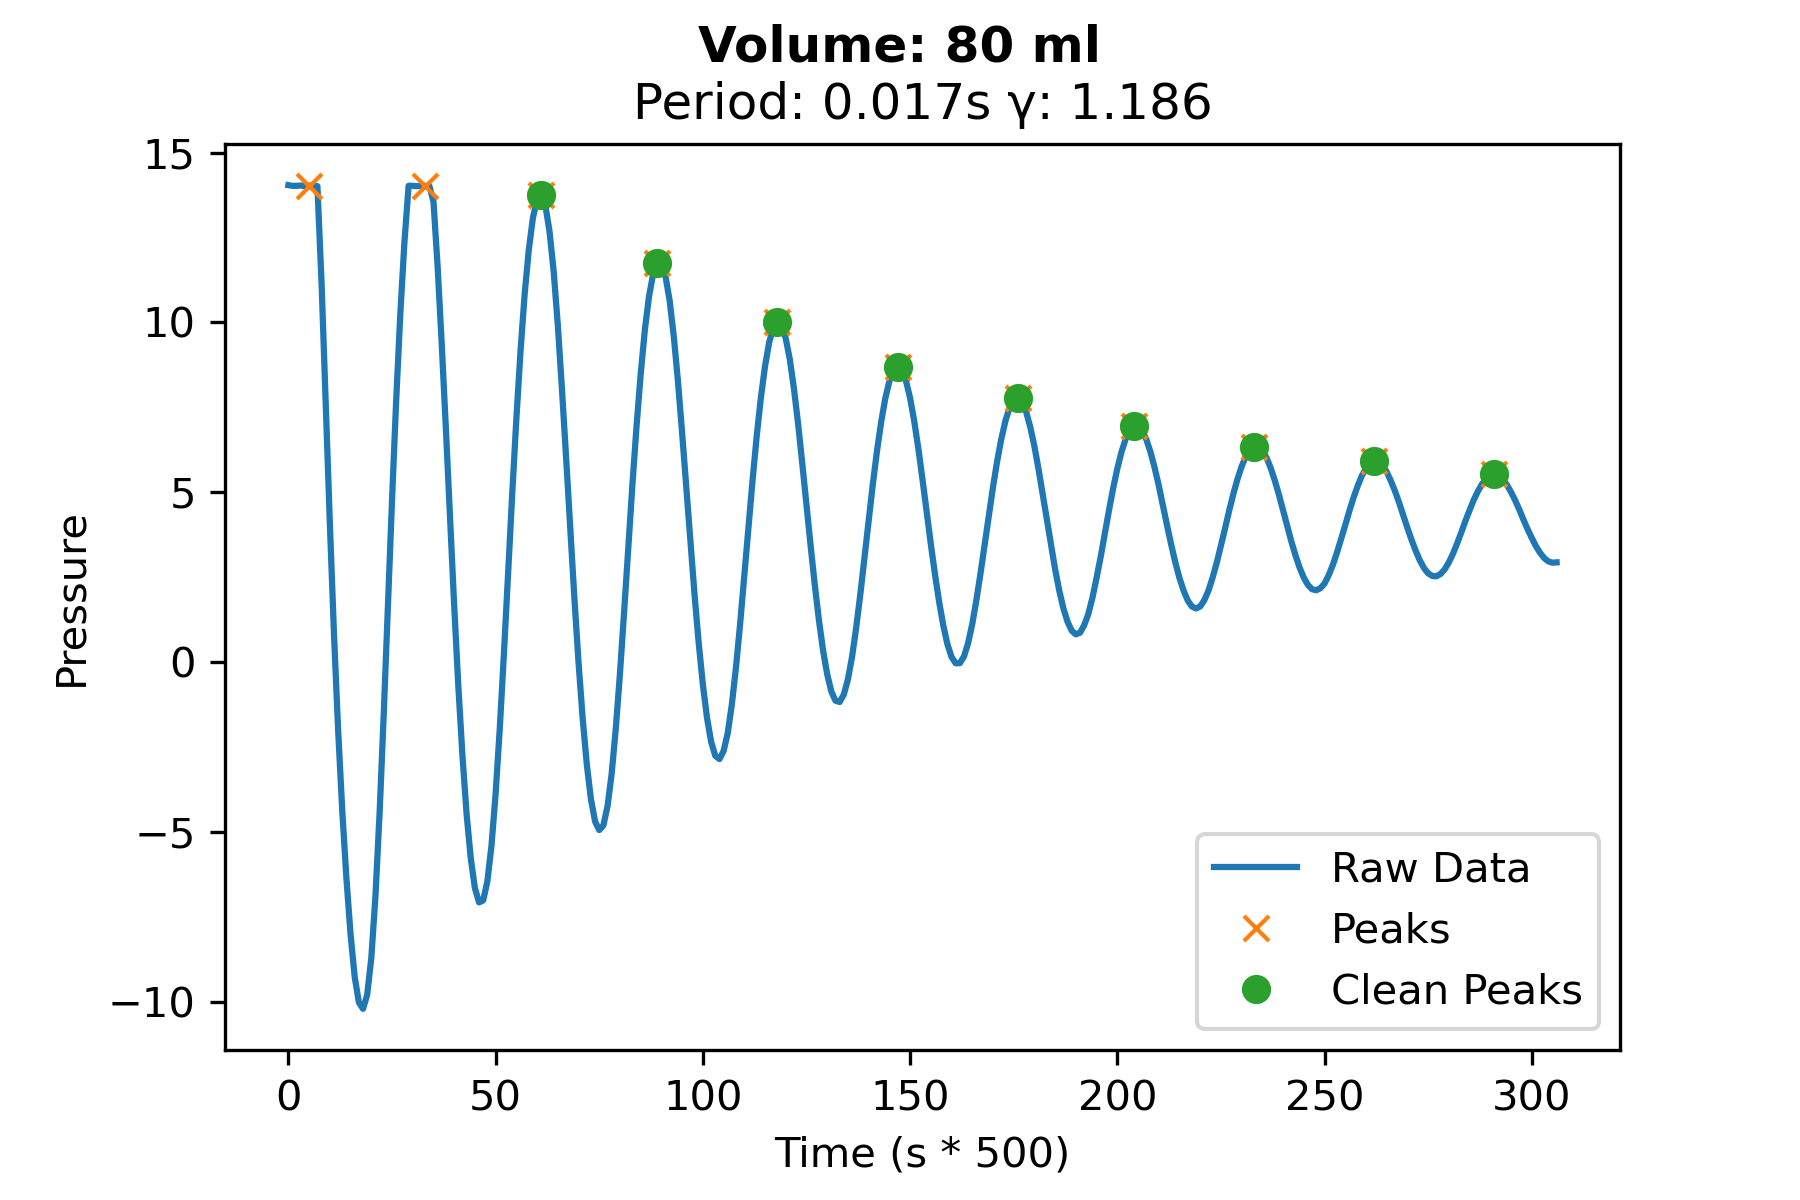 Volume: 80 ml
Period: 0.017s γ: 1.186
15
10
5
0
−5
−10
Pressure
Raw Data
Peaks
Clean Peaks
0 50 100 150 200 250 300
Time (s * 500)